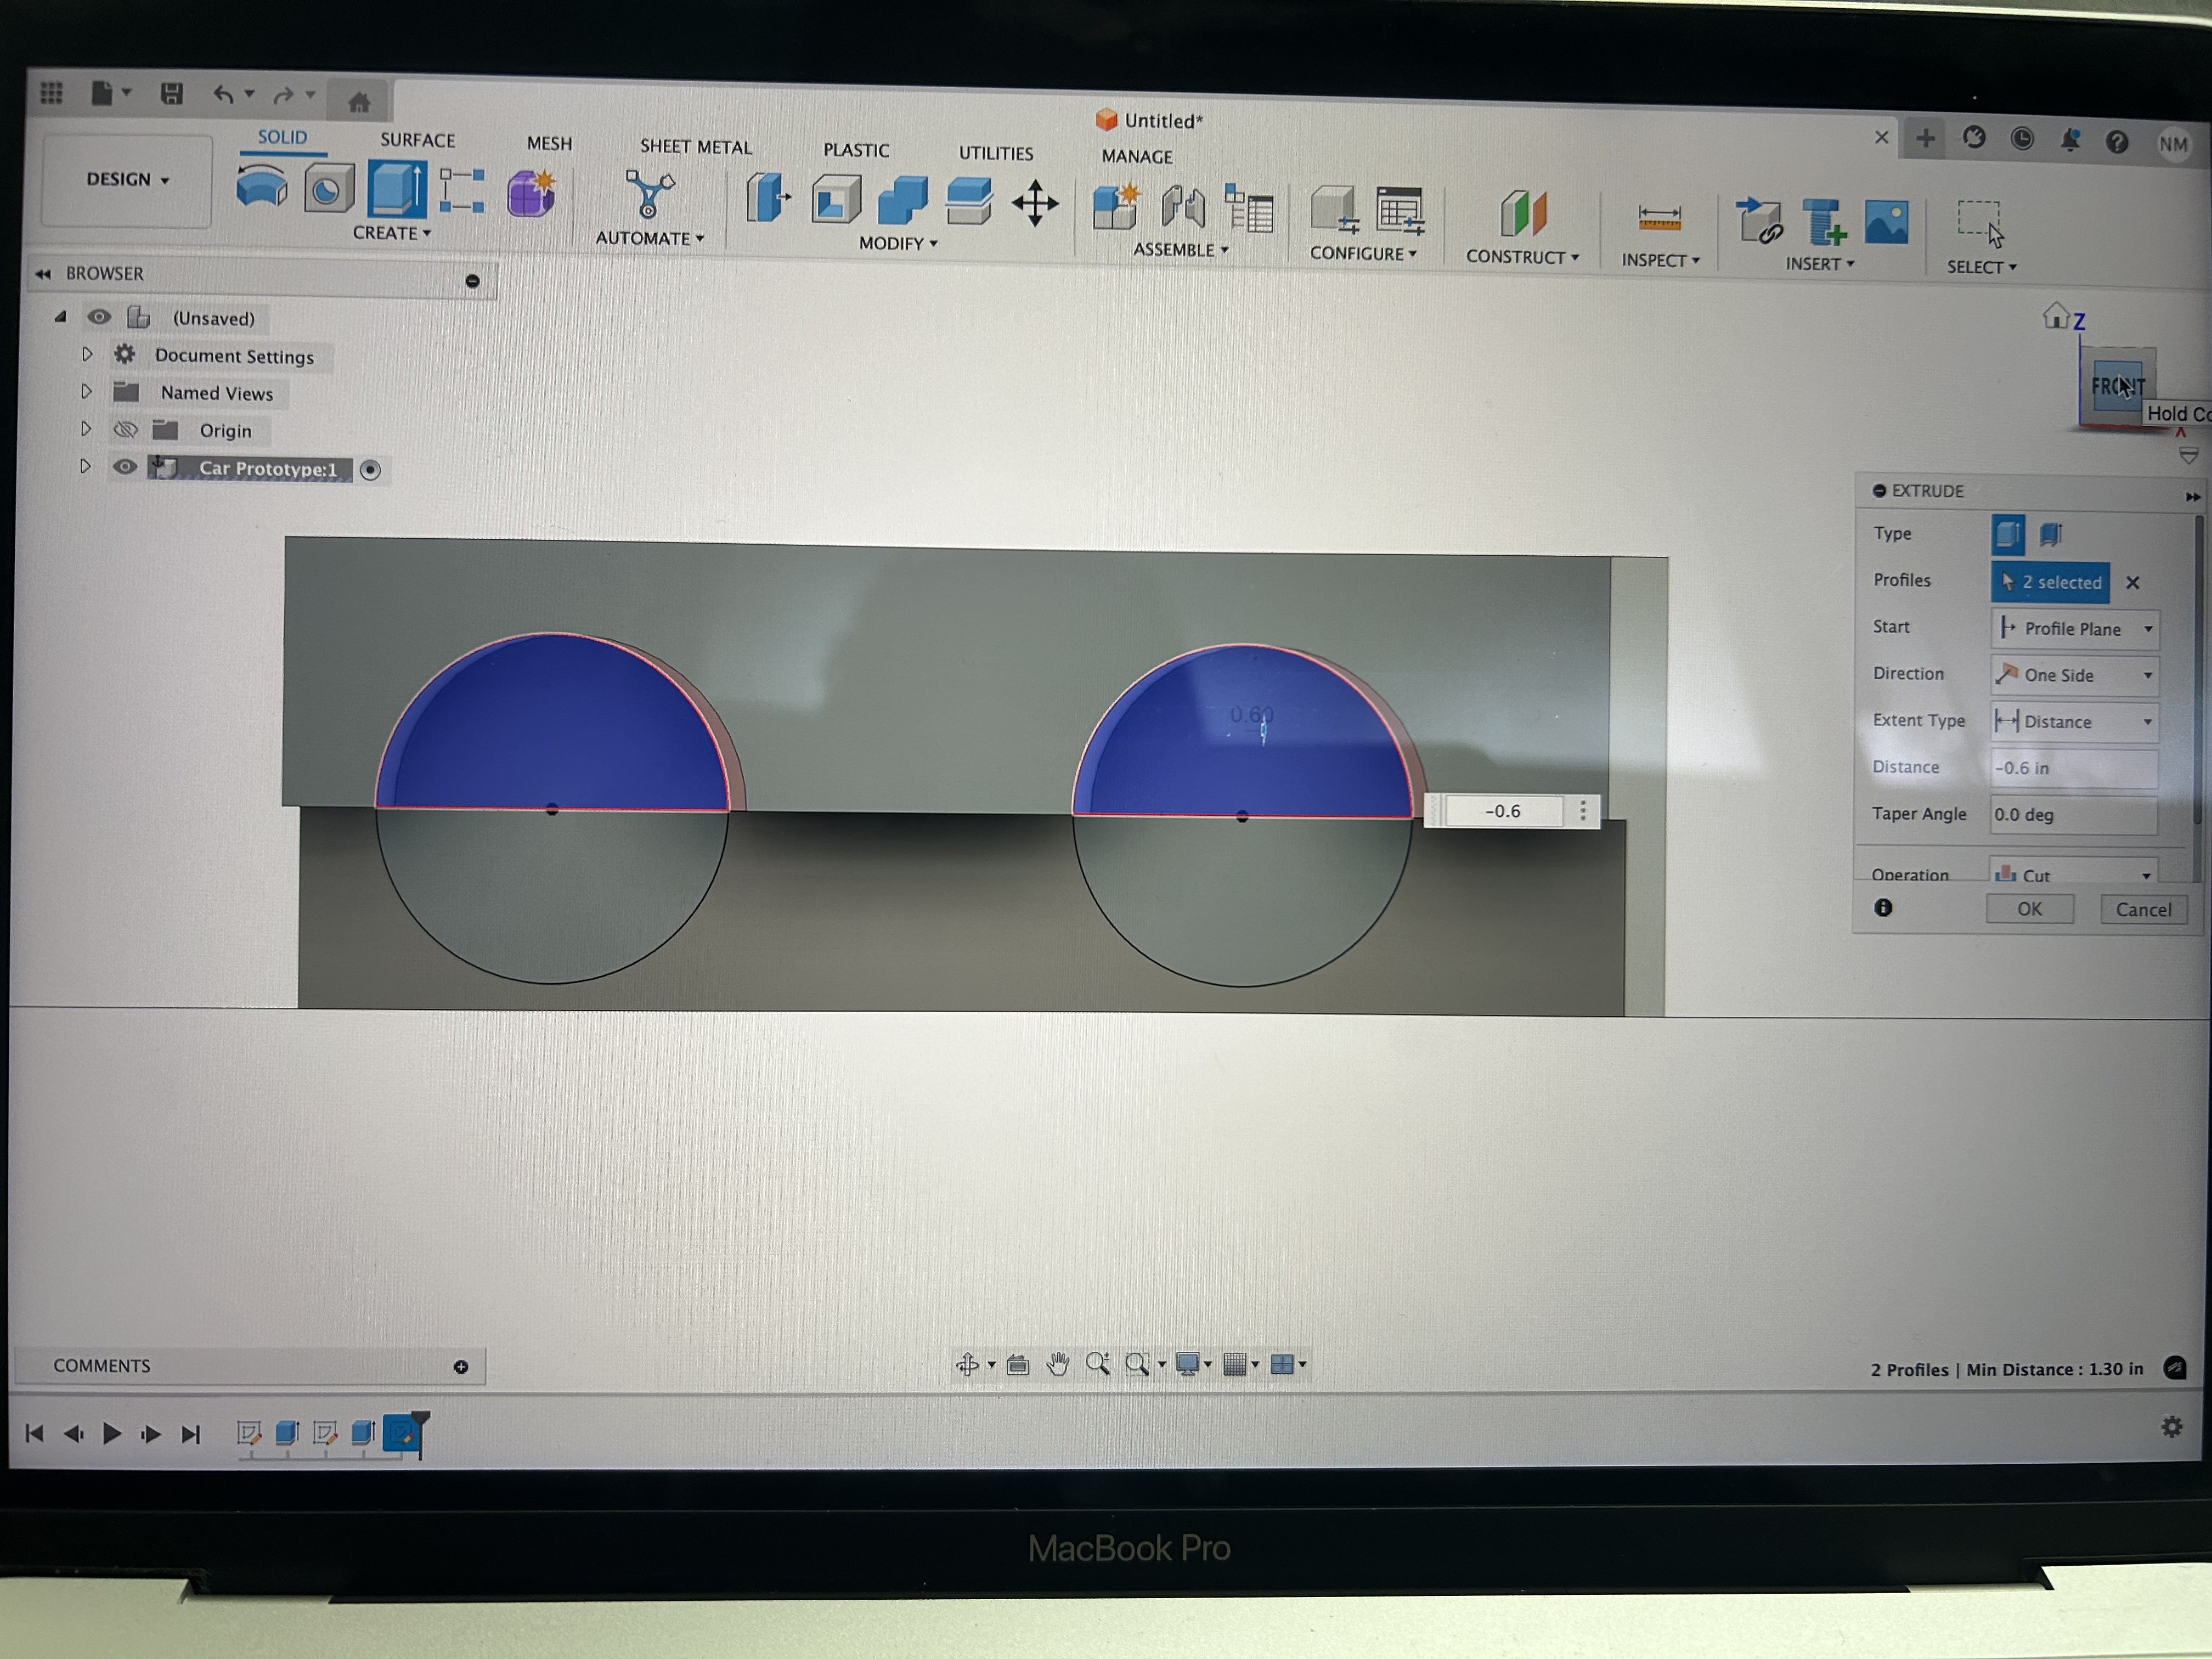 Untitled*
NM
DESIGN
SOLID
SURFACE
MESH
SHEET METAL
PLASTIC
UTILITIES
MANAGE
CREATE
AUTOMATE
MODIFY
ASSEMBLE
CONFIGURE
CONSTRUCT
INSPECT
INSERT
SELECT
BROWSER
(Unsaved)
Document Settings
Named Views
Origin
Car Prototype:1
Z
FRONT
Hold Co
EXTRUDE
Type
Profiles 2 selected
Start Profile Plane
Direction One Side
Extent Type Distance
Distance -0.6 in
Taper Angle 0.0 deg
Operation Cut
OK Cancel
0.60
-0.6
COMMENTS
2 Profiles | Min Distance : 1.30 in
MacBook Pro